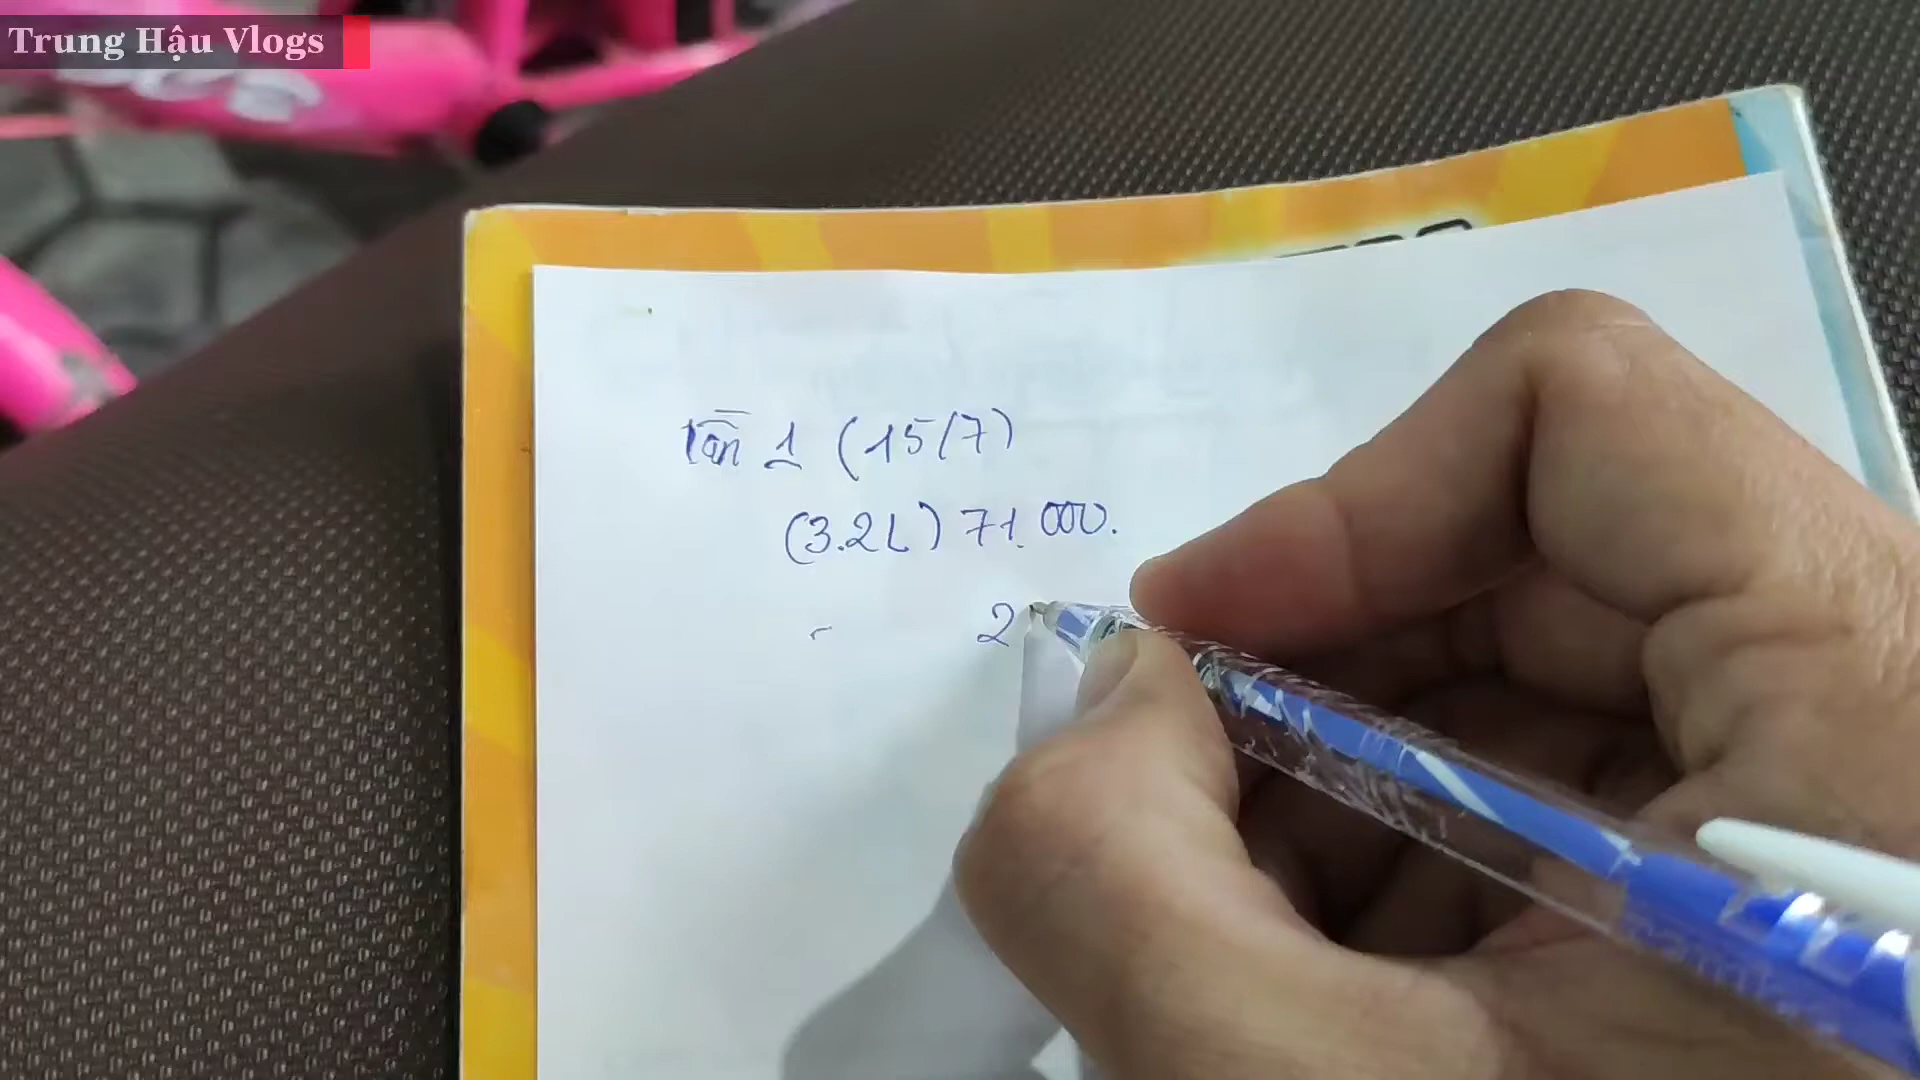 Trung Hậu Vlogs
lần 1 (15/7)
(3.2L) 71.000.
- 2